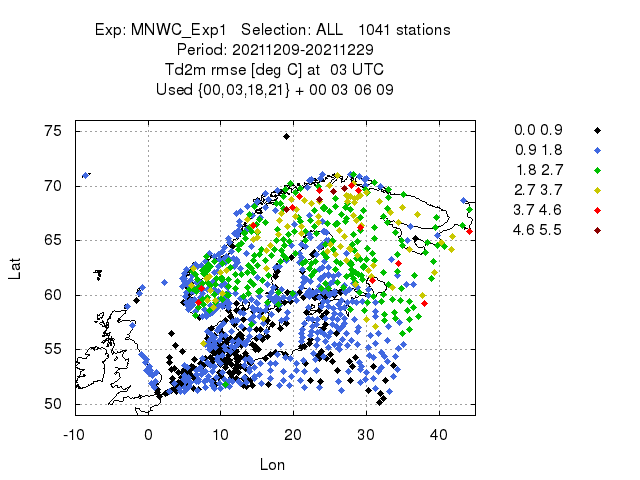 Exp: MNWC_Exp1 Selection: ALL 1041 stations
Period: 20211209-20211229
Td2m rmse [deg C] at 03 UTC
Used {00,03,18,21} + 00 03 06 09
0.0 0.9
0.9 1.8
1.8 2.7
2.7 3.7
3.7 4.6
4.6 5.5
75
70
65
60
55
50
Lat
-10 0 10 20 30 40
Lon